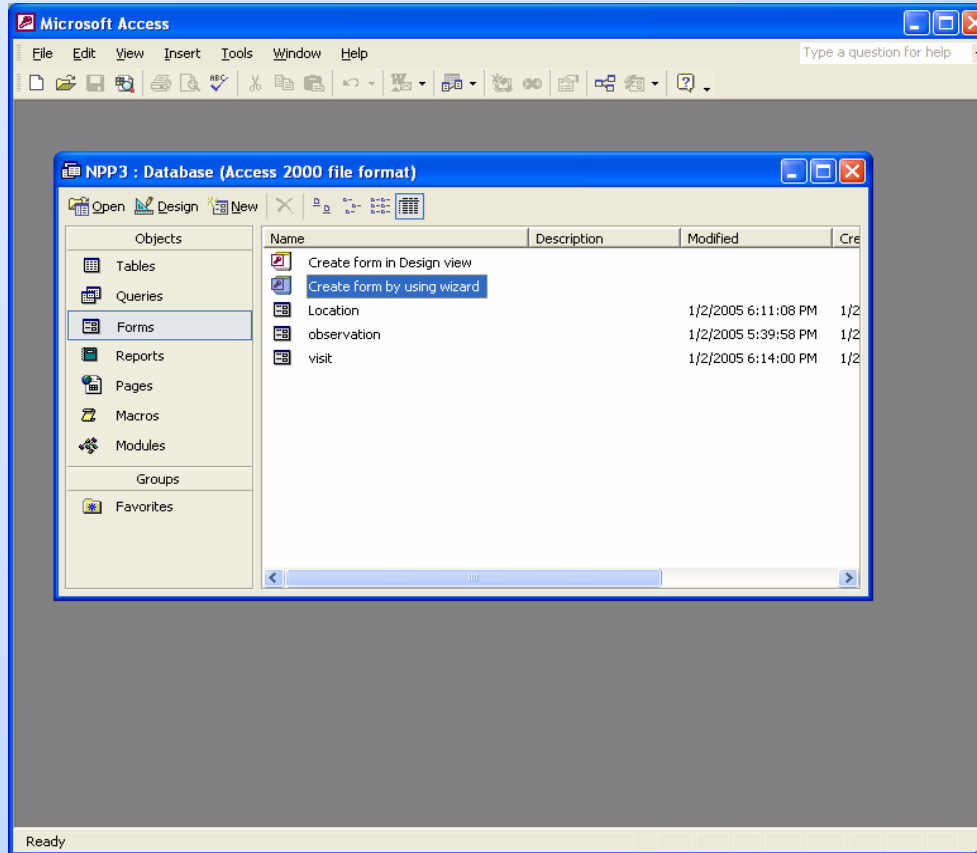 Microsoft Access
File Edit View Insert Tools Window Help Type a question for help
ABC
NPP3 : Database (Access 2000 file format)
Open Design New
Objects
Tables
Queries
Forms
Reports
Pages
Macros
Modules
Groups
Favorites
Name Description Modified Cre
Create form in Design view
Create form by using wizard
Location 1/2/2005 6:11:08 PM 1/2
observation 1/2/2005 5:39:58 PM 1/2
visit 1/2/2005 6:14:00 PM 1/2
Ready